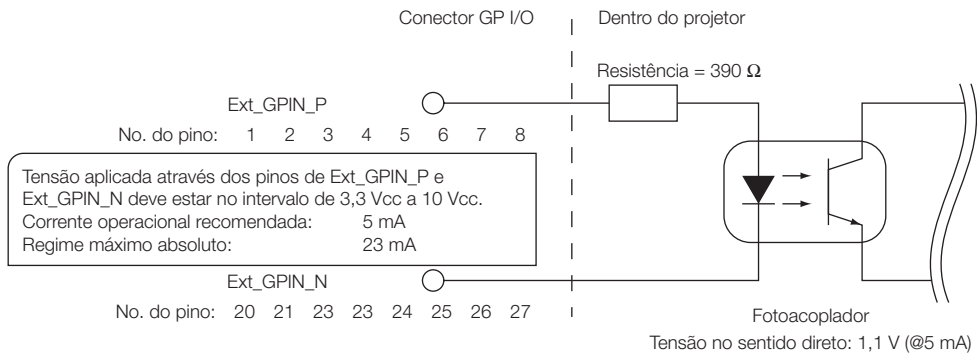 Conector GP I/O
Dentro do projetor
Resistência = 390 Ω
Ext_GPIN_P
No. do pino: 1 2 3 4 5 6 7 8
Tensão aplicada através dos pinos de Ext_GPIN_P e
Ext_GPIN_N deve estar no intervalo de 3,3 Vcc a 10 Vcc.
Corrente operacional recomendada: 5 mA
Regime máximo absoluto: 23 mA
Ext_GPIN_N
No. do pino: 20 21 23 23 24 25 26 27
Fotoacoplador
Tensão no sentido direto: 1,1 V (@5 mA)